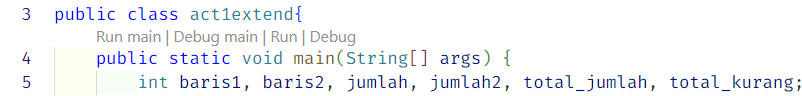 3 public class act1extend{
Run main | Debug main | Run | Debug
4 public static void main(String[] args) {
5 int baris1, baris2, jumlah, jumlah2, total_jumlah, total_kurang;